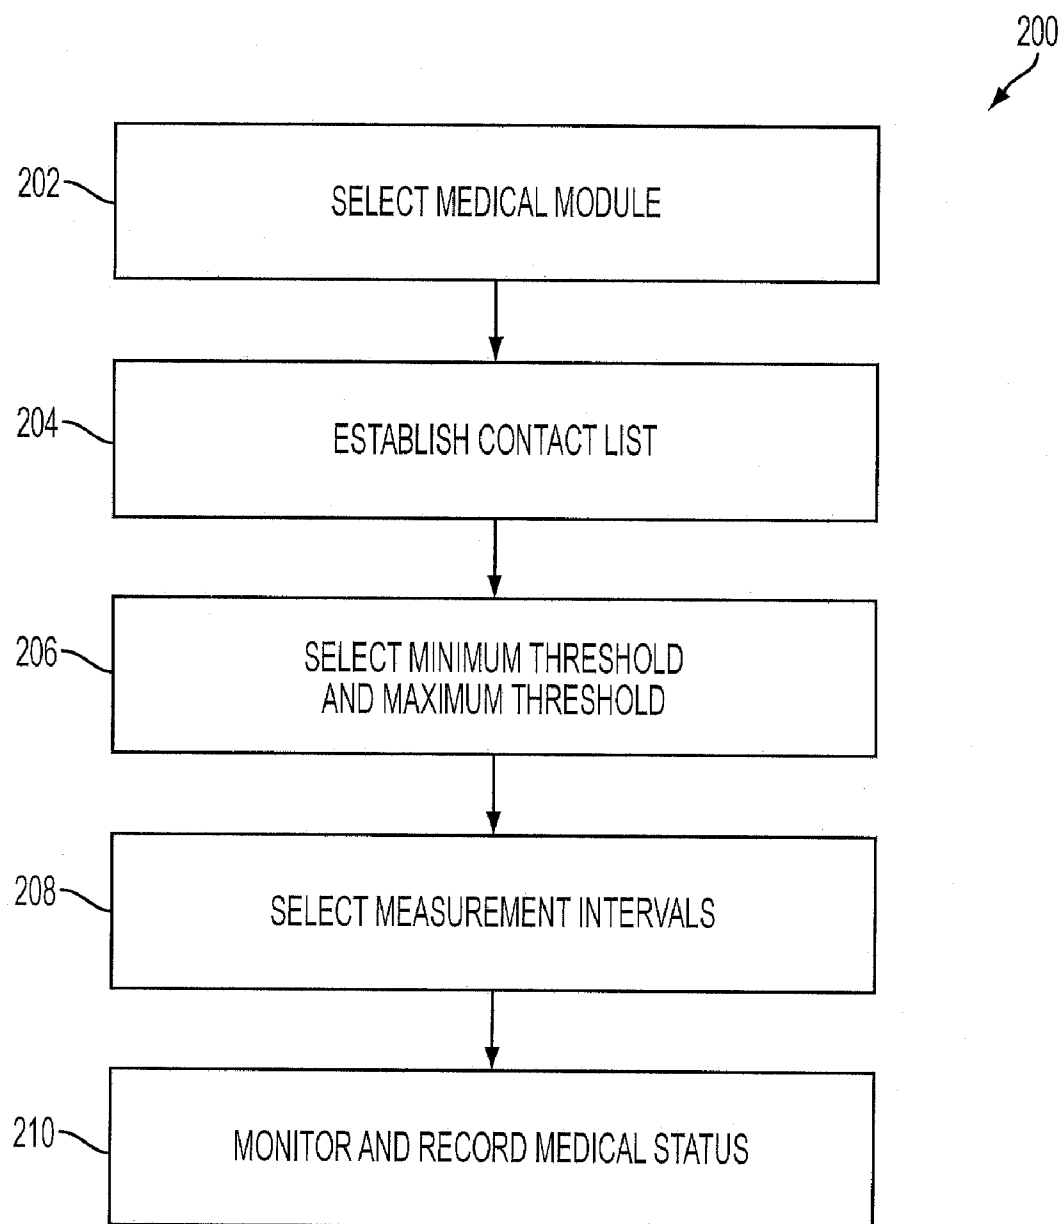 200
202
SELECT MEDICAL MODULE
204
ESTABLISH CONTACT LIST
206
SELECT MINIMUM THRESHOLD
AND MAXIMUM THRESHOLD
208
SELECT MEASUREMENT INTERVALS
210
MONITOR AND RECORD MEDICAL STATUS